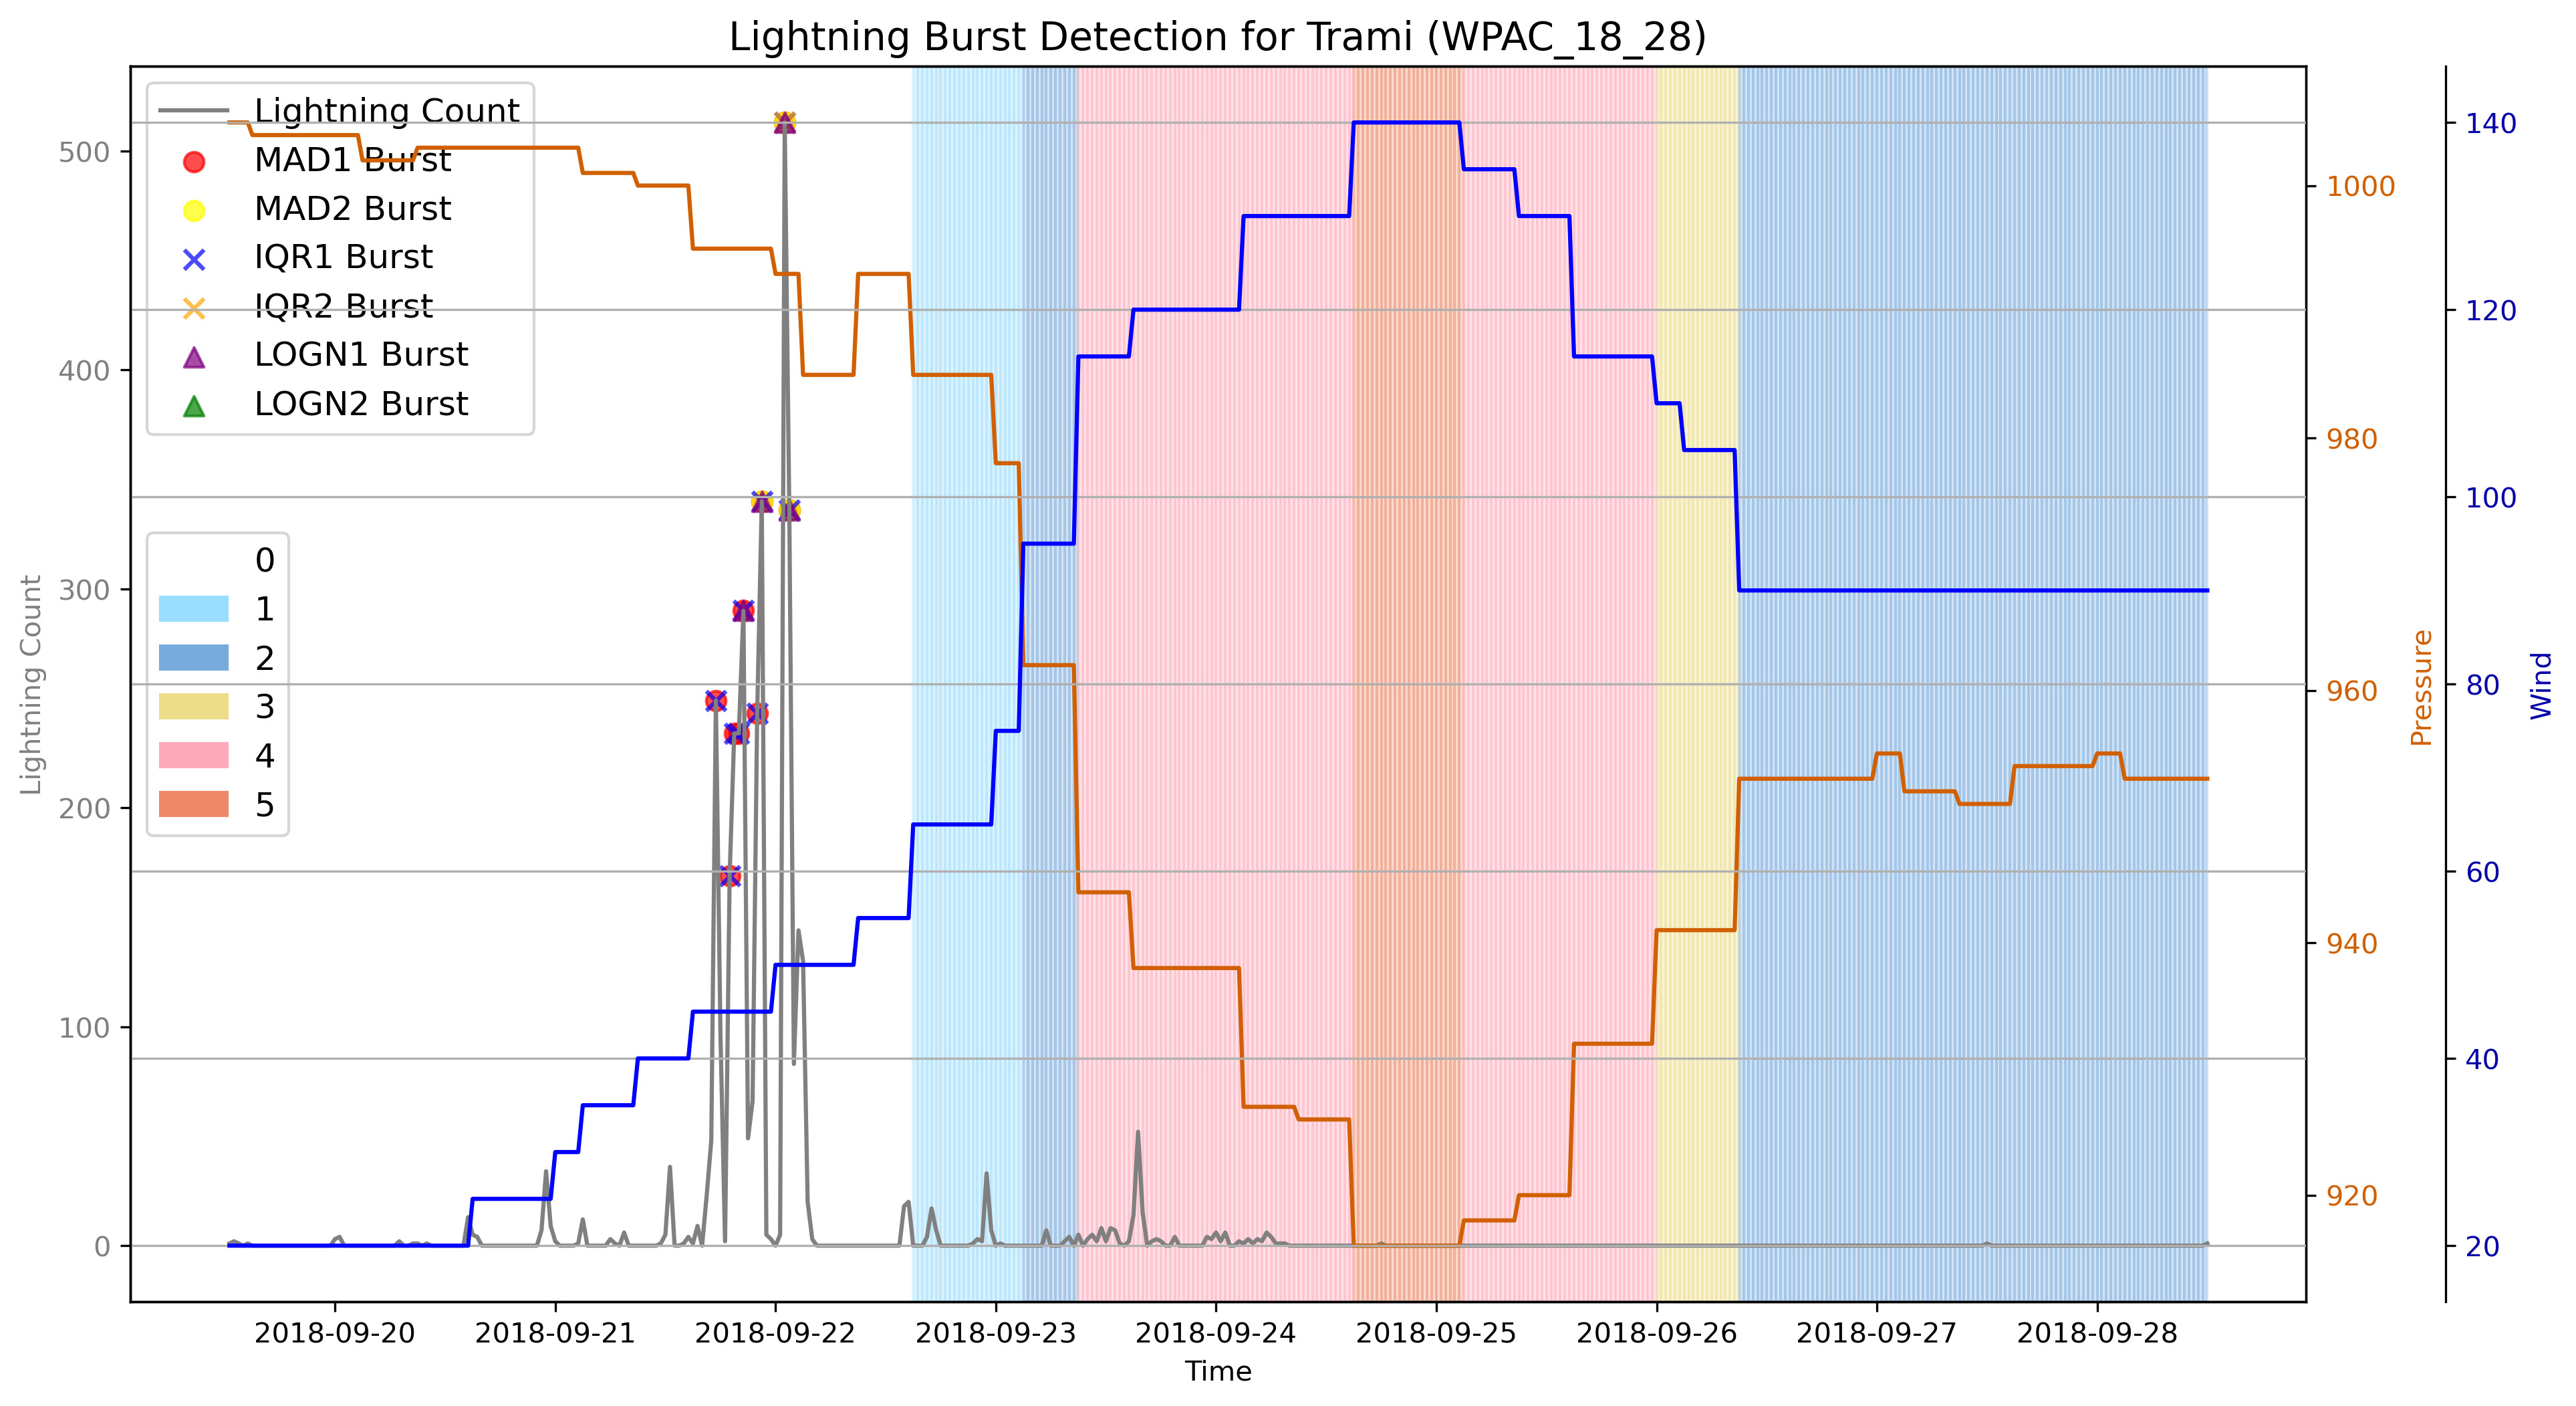 Lightning Burst Detection for Trami (WPAC_18_28)
Lightning Count
MAD1 Burst
MAD2 Burst
IQR1 Burst
IQR2 Burst
LOGN1 Burst
LOGN2 Burst
0
1
2
3
4
5
Lightning Count
500
400
300
200
100
0
1000
980
960
940
920
Pressure
140
120
100
80
60
40
20
Wind
2018-09-20 2018-09-21 2018-09-22 2018-09-23 2018-09-24 2018-09-25 2018-09-26 2018-09-27 2018-09-28
Time